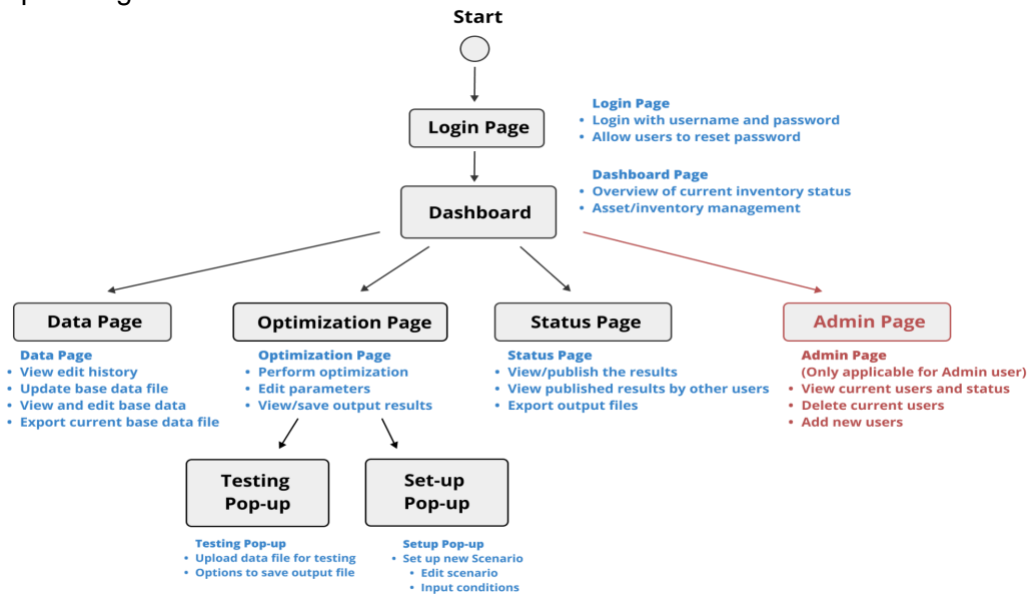 Start
Login Page
Login Page
• Login with username and password
• Allow users to reset password
Dashboard
Dashboard Page
• Overview of current inventory status
• Asset/inventory management
Data Page
Data Page
• View edit history
• Update base data file
• View and edit base data
• Export current base data file
Optimization Page
Optimization Page
• Perform optimization
• Edit parameters
• View/save output results
Status Page
Status Page
• View/publish the results
• View published results by other users
• Export output files
Admin Page
Admin Page
(Only applicable for Admin user)
• View current users and status
• Delete current users
• Add new users
Testing
Pop-up
Testing Pop-up
• Upload data file for testing
• Options to save output file
Set-up
Pop-up
Setup Pop-up
• Set up new Scenario
• Edit scenario
• Input conditions